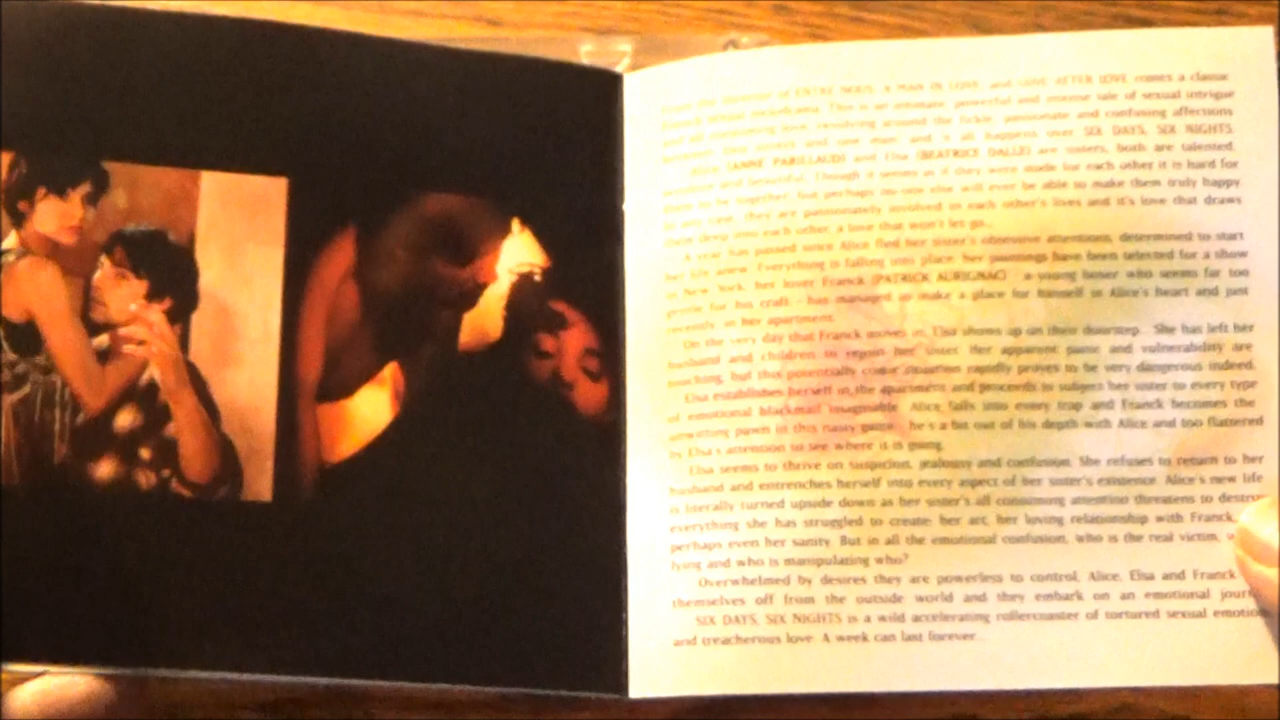 From the director of ENTRE NOUS, A MAN IN LOVE, and LOVE AFTER LOVE comes a classic
French sexual melodrama. This is an intimate, powerful and intense tale of sexual intrigue
and all consuming love, revolving around the fickle, passionate and confusing affections
between two sisters and one man and it all happens over SIX DAYS, SIX NIGHTS.
Alice (ANNE PARILLAUD) and Elsa (BEATRICE DALLE) are sisters, both are talented,
sensitive and beautiful. Though it seems as if they were made for each other it is hard for
them to be together, but perhaps no-one else will ever be able to make them truly happy.
In any case, they are passionately involved in each other's lives and it's love that draws
them deep into each other, a love that won't let go...
A year has passed since Alice fled her sister's obsessive attentions, determined to start
her life anew. Everything is falling into place: her paintings have been selected for a show
in New York, her lover Franck (PATRICK AURIGNAC) - a young boxer who seems far too
gentle for his craft - has managed to make a place for himself in Alice's heart and just
recently, in her apartment.
On the very day that Franck moves in, Elsa shows up on their doorstep. She has left her
husband and children to rejoin her sister. Her apparent panic and vulnerability are
touching, but this potentially comic situation rapidly proves to be very dangerous indeed.
Elsa establishes herself in the apartment and proceeds to subject her sister to every type
of emotional blackmail imaginable. Alice falls into every trap and Franck becomes the
unwitting pawn in this nasty game - he's a bit out of his depth with Alice and too flattered
by Elsa's attention to see where it is going.
Elsa seems to thrive on suspicion, jealousy and confusion. She refuses to return to her
husband and entrenches herself into every aspect of her sister's existence. Alice's new life
is literally turned upside down as her sister's all consuming attention threatens to destroy
everything she has struggled to create: her art, her loving relationship with Franck,
perhaps even her sanity. But in all the emotional confusion, who is the real victim,
lying and who is manipulating who?
Overwhelmed by desires they are powerless to control, Alice, Elsa and Franck
themselves off from the outside world and they embark on an emotional
SIX DAYS, SIX NIGHTS is a wild accelerating rollercoaster of tortured sexual emotion
and treacherous love. A week can last forever...